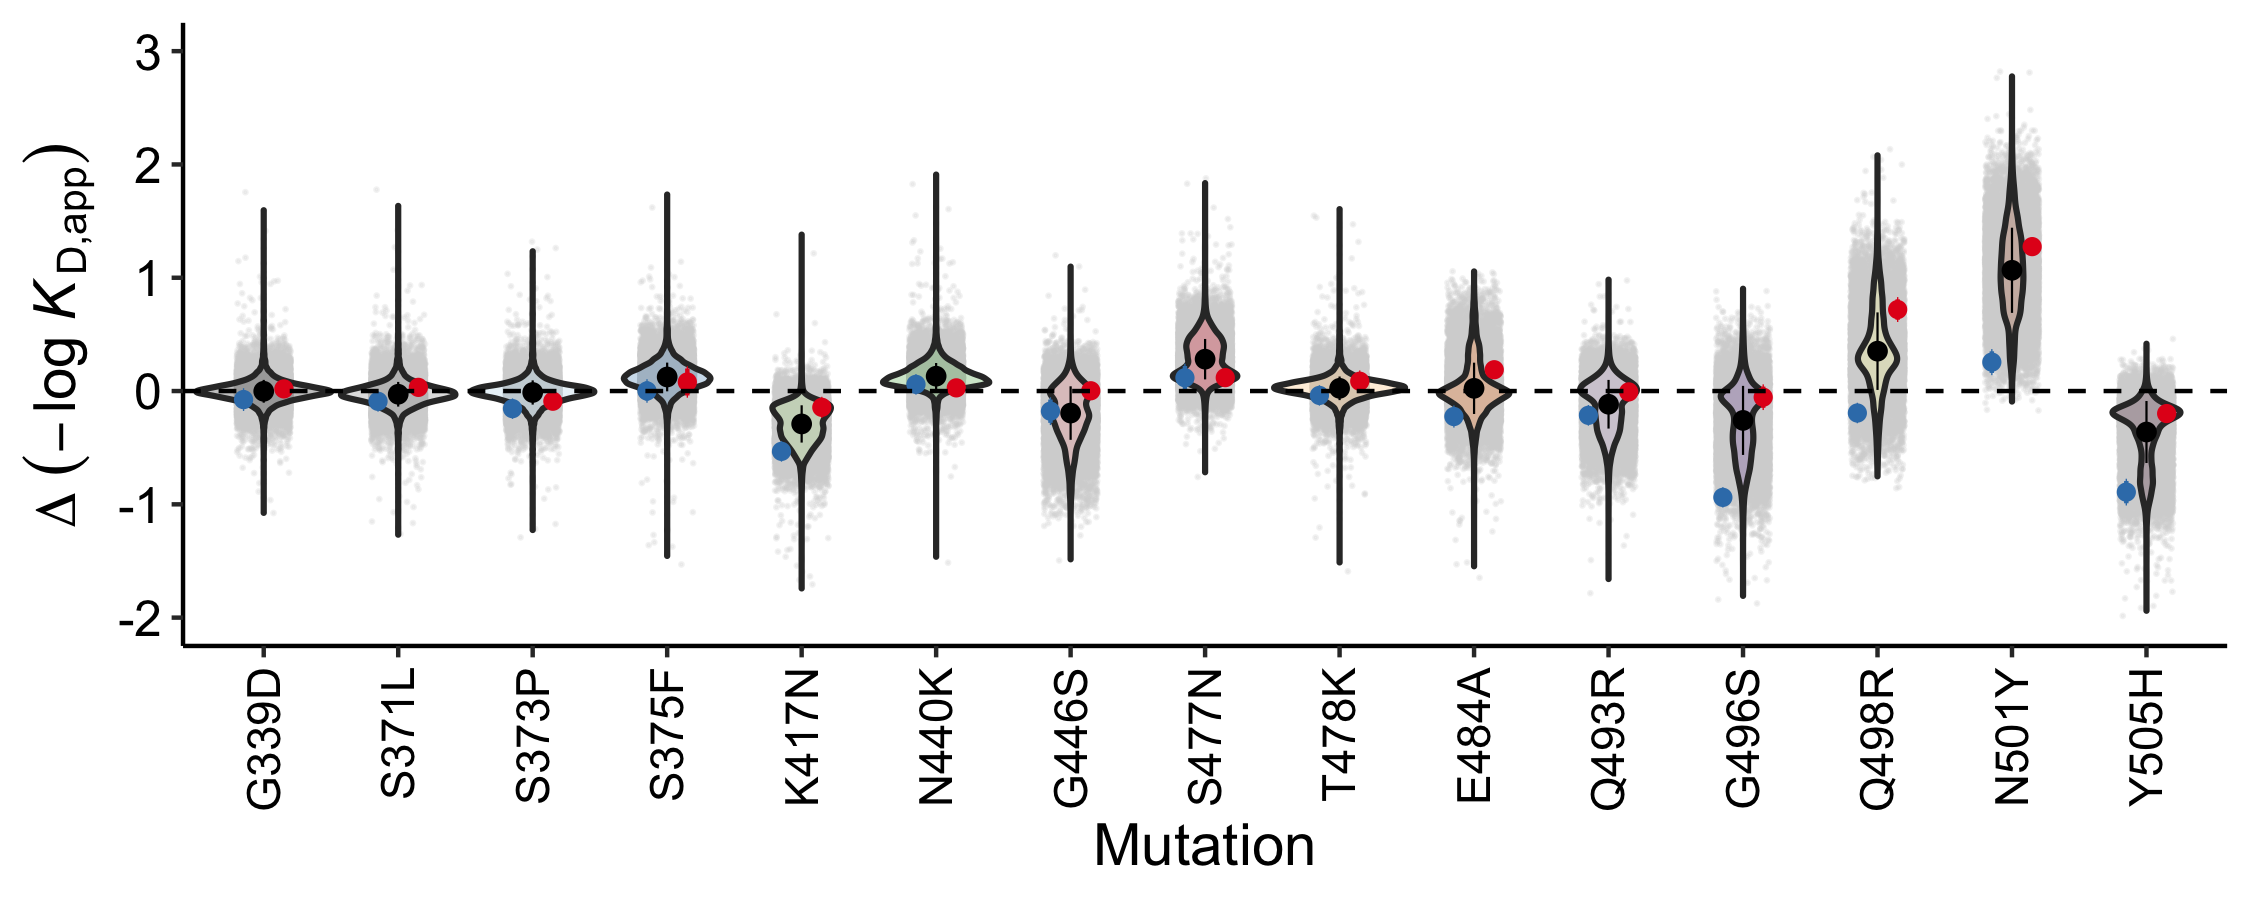 Δ (− log K D,app)
3
2
1
0
-1
-2
G339D
S371L
S373P
S375F
K417N
N440K
G446S
S477N
T478K
E484A
Q493R
G496S
Q498R
N501Y
Y505H
Mutation